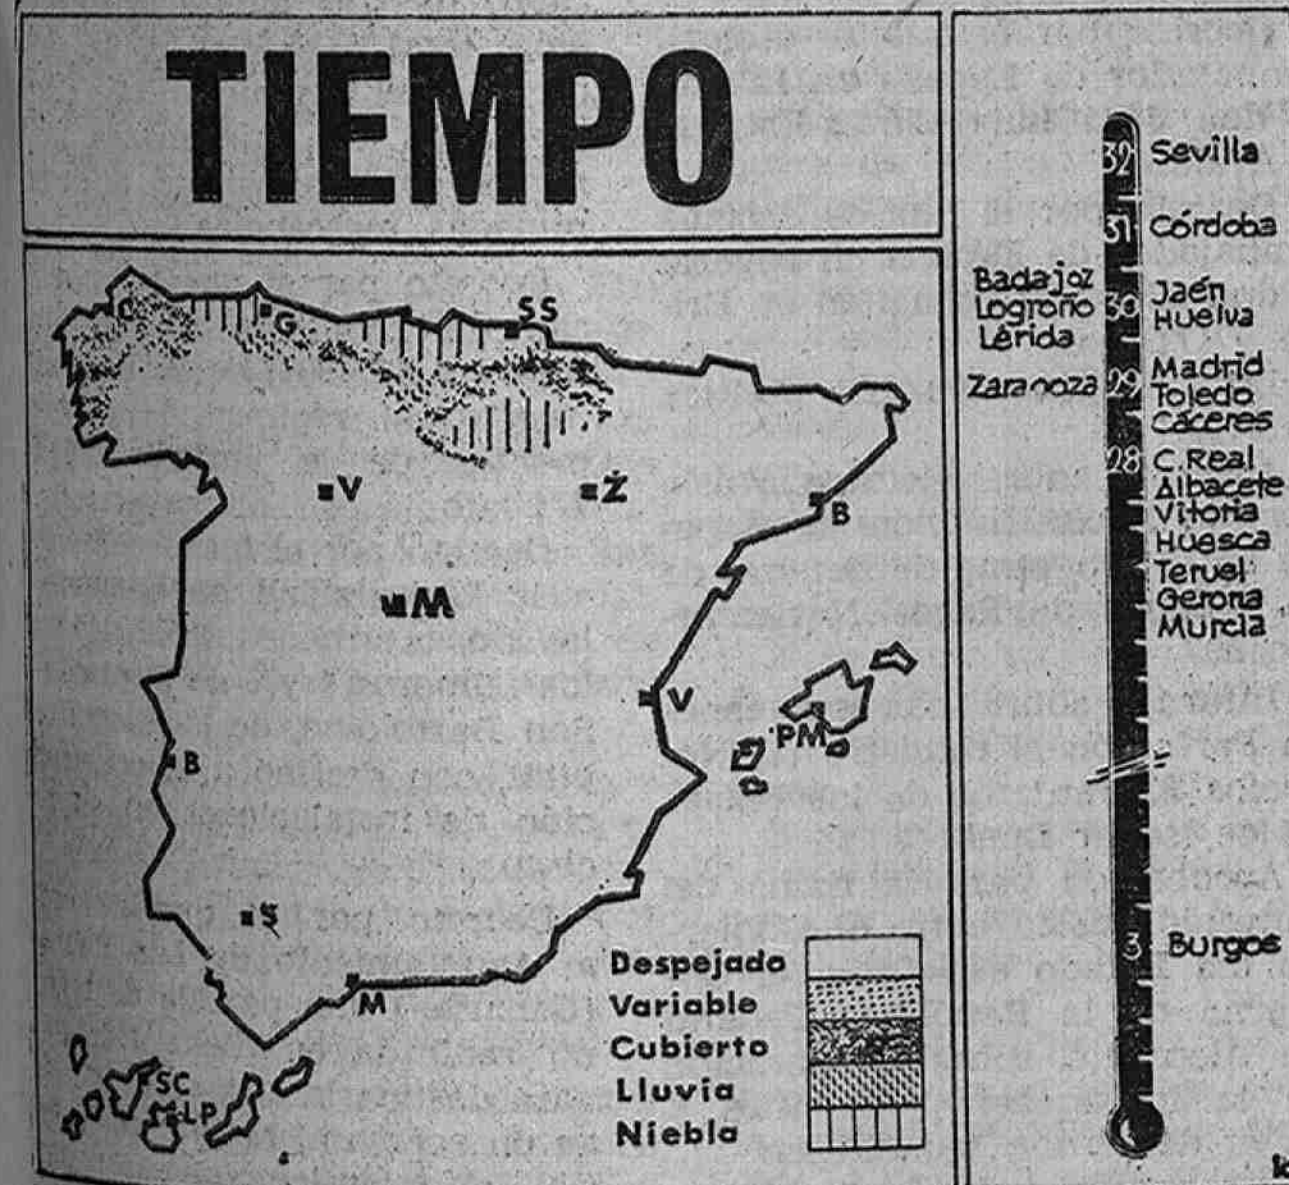 TIEMPO
C
G
SS
V
Z
B
M
V
PM
B
S
M
SC
LP
Despejado
Variable
Cubierto
Lluvia
Niebla
32 Sevilla
31 Córdoba
Badajoz
Logroño
Lérida
30
Jaén
Huelva
Zaragoza
29
Madrid
Toledo
Cáceres
28
C. Real
Albacete
Vitoria
Huesca
Teruel
Gerona
Murcia
3 Burgos